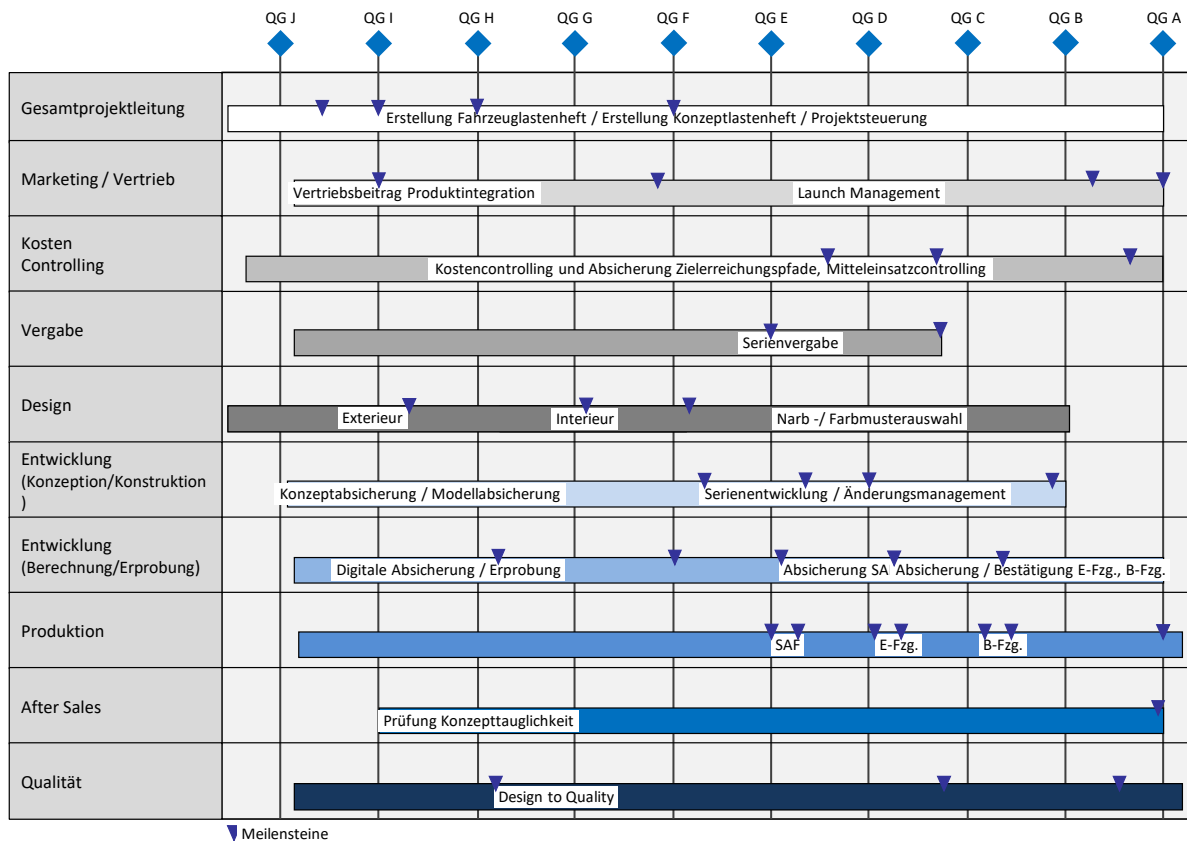 QG J QG I QG H QG G QG F QG E QG D QG C QG B QG A
Gesamtprojektleitung
Erstellung Fahrzeuglastenheft / Erstellung Konzeptlastenheft / Projektsteuerung
Marketing / Vertrieb
Vertriebsbeitrag Produktintegration
Launch Management
Kosten
Controlling
Kostencontrolling und Absicherung Zielerreichungspfade, Mitteleinsatzcontrolling
Vergabe
Serienvergabe
Design
Exterieur
Interieur
Narb -/ Farbmusterauswahl
Entwicklung
(Konzeption/Konstruktion
)
Konzeptabsicherung / Modellabsicherung
Serienentwicklung / Änderungsmanagement
Entwicklung
(Berechnung/Erprobung)
Digitale Absicherung / Erprobung
Absicherung SA
Absicherung / Bestätigung E-Fzg., B-Fzg.
Produktion
SAF
E-Fzg.
B-Fzg.
After Sales
Prüfung Konzepttauglichkeit
Qualität
Design to Quality
Meilensteine